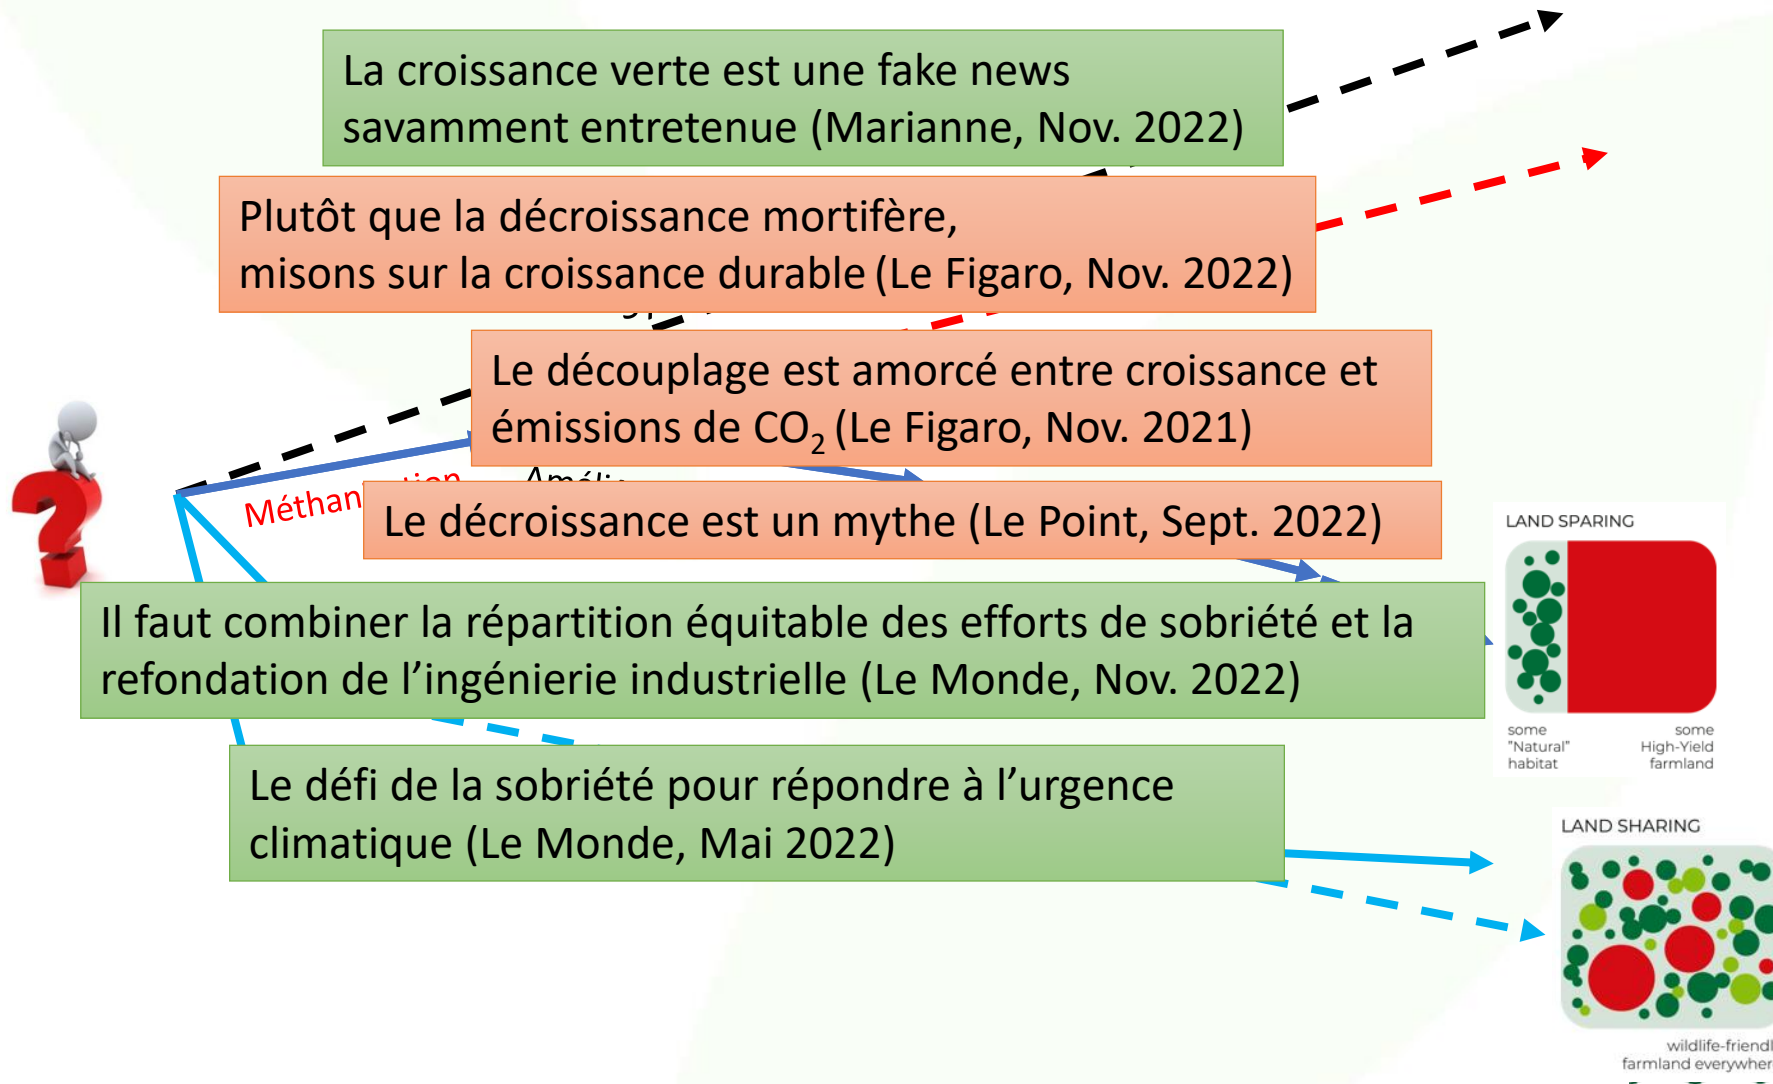 La croissance verte est une fake news
savamment entretenue (Marianne, Nov. 2022)
Plutôt que la décroissance mortifère,
misons sur la croissance durable (Le Figaro, Nov. 2022)
Le découplage est amorcé entre croissance et
émissions de CO₂ (Le Figaro, Nov. 2021)
Le décroissance est un mythe (Le Point, Sept. 2022)
Il faut combiner la répartition équitable des efforts de sobriété et la
refondation de l’ingénierie industrielle (Le Monde, Nov. 2022)
Le défi de la sobriété pour répondre à l’urgence
climatique (Le Monde, Mai 2022)
LAND SPARING
some
"Natural"
habitat
some
High-Yield
farmland
LAND SHARING
wildlife-friendl
farmland everywher